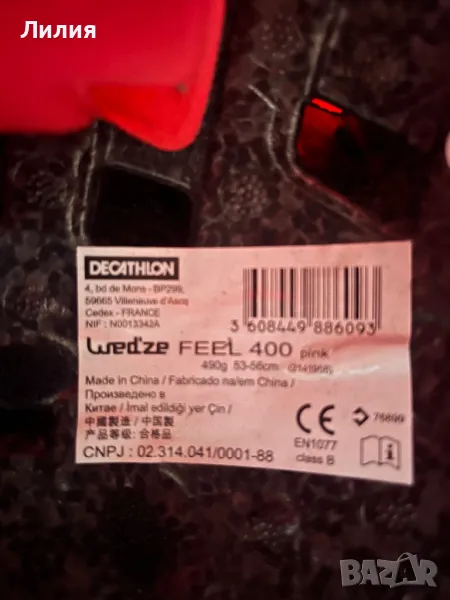 Лилия
DECATHLON
4, bd de Mons - BP299,
59665 Villeneuve d'Ascq
Cedex - FRANCE
NIF : N0013342A
3 608449 886093
Wed'ze FEEL 400 pink
490g 53-56cm (2141966)
Made in China / Fabricado na/em China /
Произведено в
Китае / İmal edildiği yer Çin /
中國製造 / 中国製
产品等级: 合格品
CNPJ : 02.314.041/0001-88
CE
EN1077
class B
76899
i
BAZAR